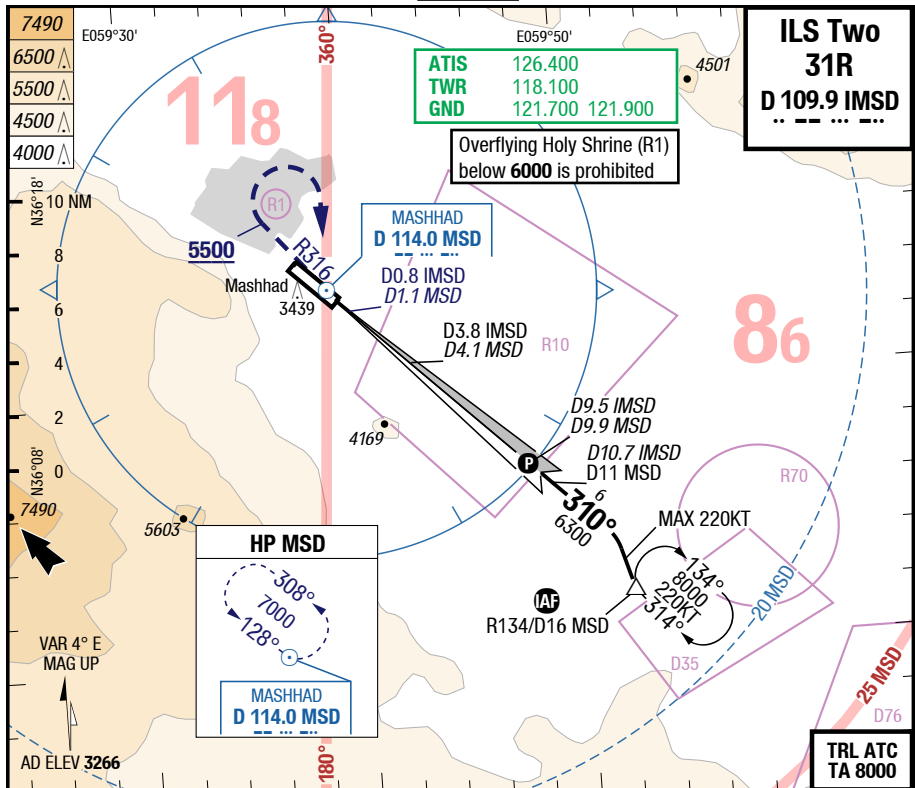 7490
6500
5500
4500
4000
E059°30'
360°
E059°50'
4501
ILS Two
31R
D 109.9 IMSD
ATIS 126.400
TWR 118.100
GND 121.700 121.900
118
Overflying Holy Shrine (R1)
below 6000 is prohibited
N36°18'
10 NM
8
6
4
2
0
N36°08'
R1
5500
R316
MASHHAD
D 114.0 MSD
Mashhad
3439
D0.8 IMSD
D1.1 MSD
D3.8 IMSD
D4.1 MSD
R10
86
4169
D9.5 IMSD
D9.9 MSD
D10.7 IMSD
D11 MSD
P
6
310°
6300
R70
MAX 220KT
7490
5603
HP MSD
308°
7000
128°
MASHHAD
D 114.0 MSD
134°
8000
220KT
314°
IAF
R134/D16 MSD
20 MSD
D35
25 MSD
D76
VAR 4° E
MAG UP
AD ELEV 3266
180°
TRL ATC
TA 8000